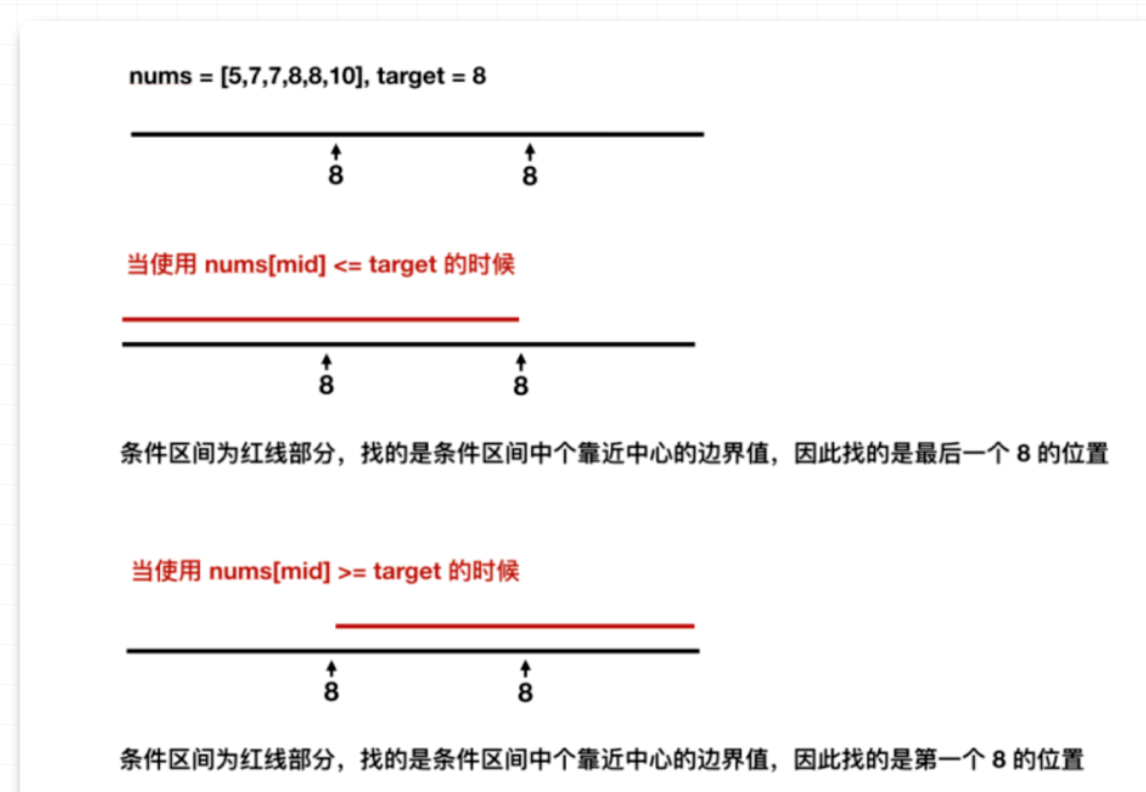 nums = [5,7,7,8,8,10], target = 8
8 8
当使用 nums[mid] <= target 的时候
8 8
条件区间为红线部分，找的是条件区间中个靠近中心的边界值，因此找的是最后一个 8 的位置
当使用 nums[mid] >= target 的时候
8 8
条件区间为红线部分，找的是条件区间中个靠近中心的边界值，因此找的是第一个 8 的位置